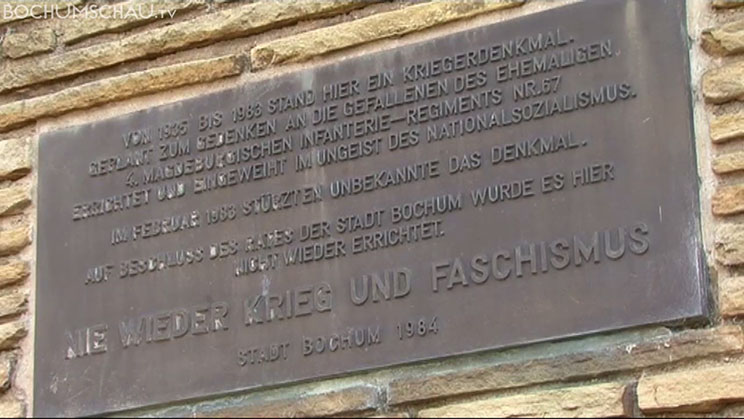 BOCHUMSCHAU.tv
VON 1935 BIS 1983 STAND HIER EIN KRIEGERDENKMAL.
GEPLANT ZUM GEDENKEN AN DIE GEFALLENEN DES EHEMALIGEN
4. MAGDEBURGISCHEN INFANTERIE-REGIMENTS NR.67
ERRICHTET UND EINGEWEIHT IM UNGEIST DES NATIONALSOZIALISMUS.
IM FEBRUAR 1983 STÜRZTEN UNBEKANNTE DAS DENKMAL.
AUF BESCHLUSS DES RATES DER STADT BOCHUM WURDE ES HIER
NICHT WIEDER ERRICHTET.
NIE WIEDER KRIEG UND FASCHISMUS
STADT BOCHUM 1984